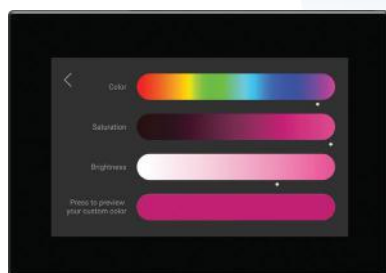 Color
Saturation
Brightness
Press to preview
your custom color